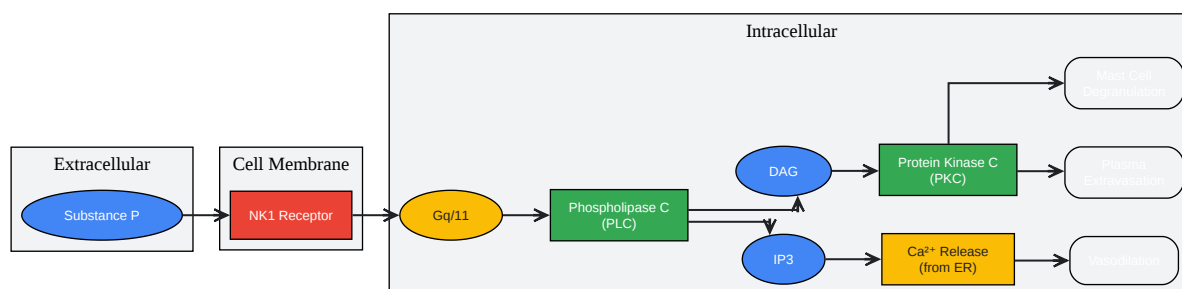 Intracellular
Mast Cell
Degranulation
Extracellular
Cell Membrane
Substance P
NK1 Receptor
Gq/11
Phospholipase C
(PLC)
DAG
Protein Kinase C
(PKC)
Plasma
Extravasation
IP3
Ca²⁺ Release
(from ER)
Vasodilation